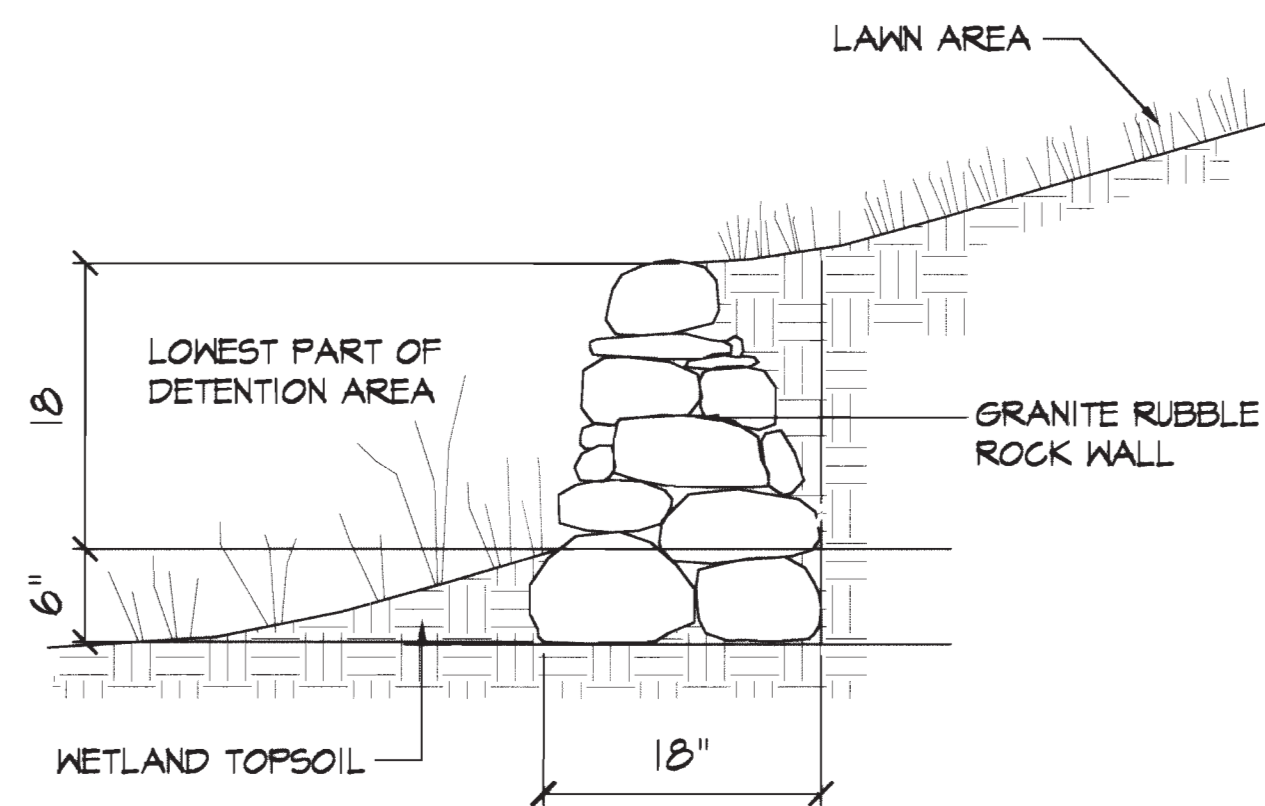 LAWN AREA
LOWEST PART OF
DETENTION AREA
18
GRANITE RUBBLE
ROCK WALL
6"
WETLAND TOPSOIL
18"